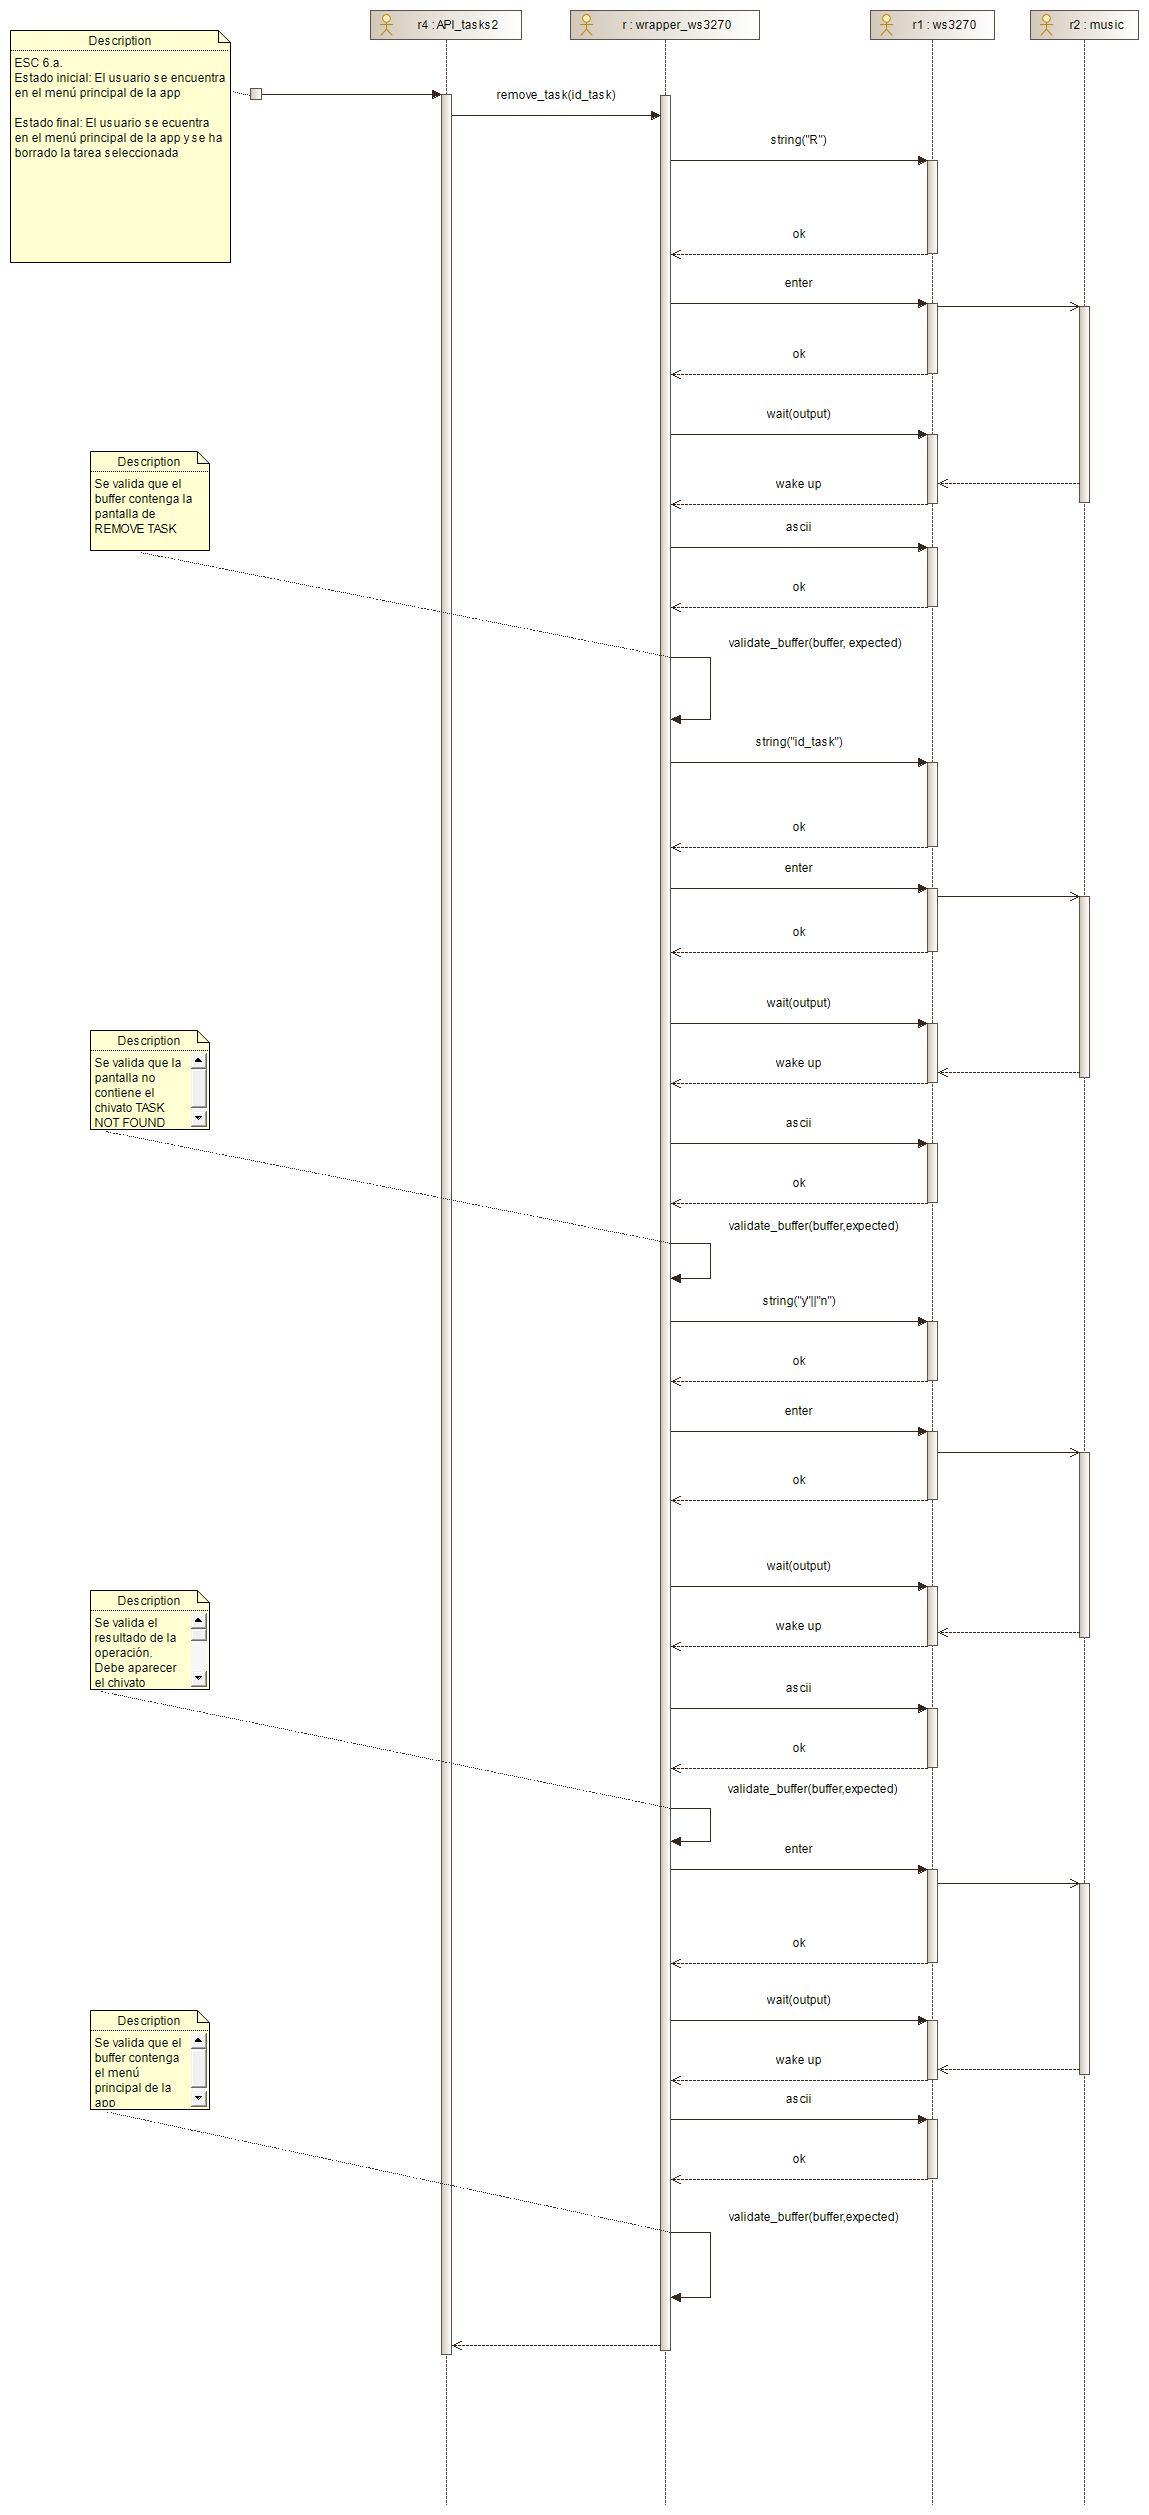 r4 : API_tasks2
r : wrapper_ws3270
r1 : ws3270
r2 : music
Description
ESC 6.a.
Estado inicial: El usuario se encuentra
en el menú principal de la app
Estado final: El usuario se ecuentra
en el menú principal de la app y se ha
borrado la tarea seleccionada
remove_task(id_task)
string("R")
ok
enter
ok
wait(output)
Description
Se valida que el
buffer contenga la
pantalla de
REMOVE TASK
wake up
ascii
ok
validate_buffer(buffer, expected)
string("id_task")
ok
enter
ok
wait(output)
Description
Se valida que la
pantalla no
contiene el
chivato TASK
NOT FOUND
wake up
ascii
ok
validate_buffer(buffer,expected)
string("y"||"n")
ok
enter
ok
wait(output)
Description
Se valida el
resultado de la
operación.
Debe aparecer
el chivato
wake up
ascii
ok
validate_buffer(buffer,expected)
enter
ok
wait(output)
Description
Se valida que el
buffer contenga
el menú
principal de la
app
wake up
ascii
ok
validate_buffer(buffer,expected)